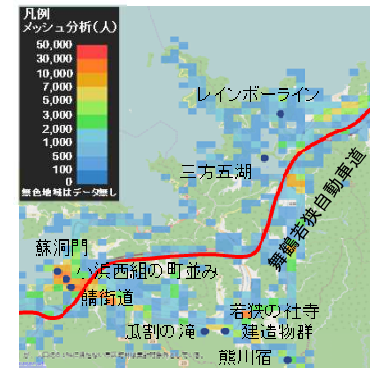 凡例
メッシュ分析(人)
50,000
30,000
10,000
7,000
5,000
3,000
2,000
1,000
500
100
0
無色地域はデータ無し
レインボーライン
三方五湖
舞鶴若狭自動車道
蘇洞門
小浜西組の町並み
鯖街道
若狭の社寺
建造物群
瓜割の滝
熊川宿